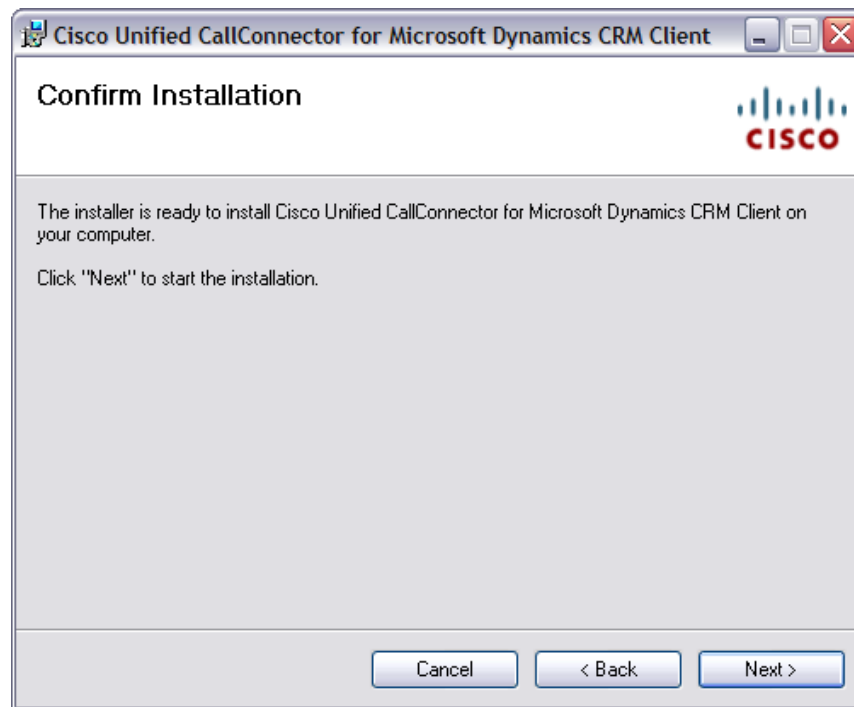 Cisco Unified CallConnector for Microsoft Dynamics CRM Client
Confirm Installation
CISCO
The installer is ready to install Cisco Unified CallConnector for Microsoft Dynamics CRM Client on
your computer.
Click "Next" to start the installation.
Cancel
< Back
Next >